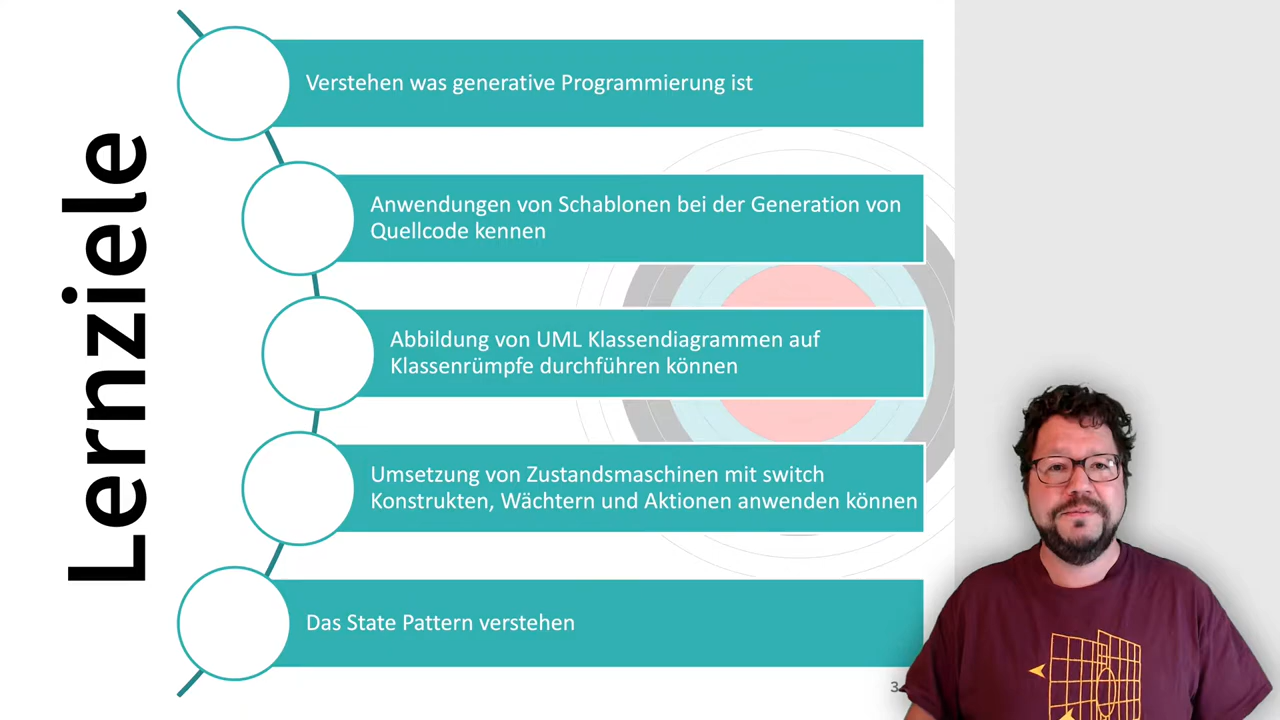 Lernziele
Verstehen was generative Programmierung ist
Anwendungen von Schablonen bei der Generation von
Quellcode kennen
Abbildung von UML Klassendiagrammen auf
Klassenrümpfe durchführen können
Umsetzung von Zustandsmaschinen mit switch
Konstrukten, Wächtern und Aktionen anwenden können
Das State Pattern verstehen
3